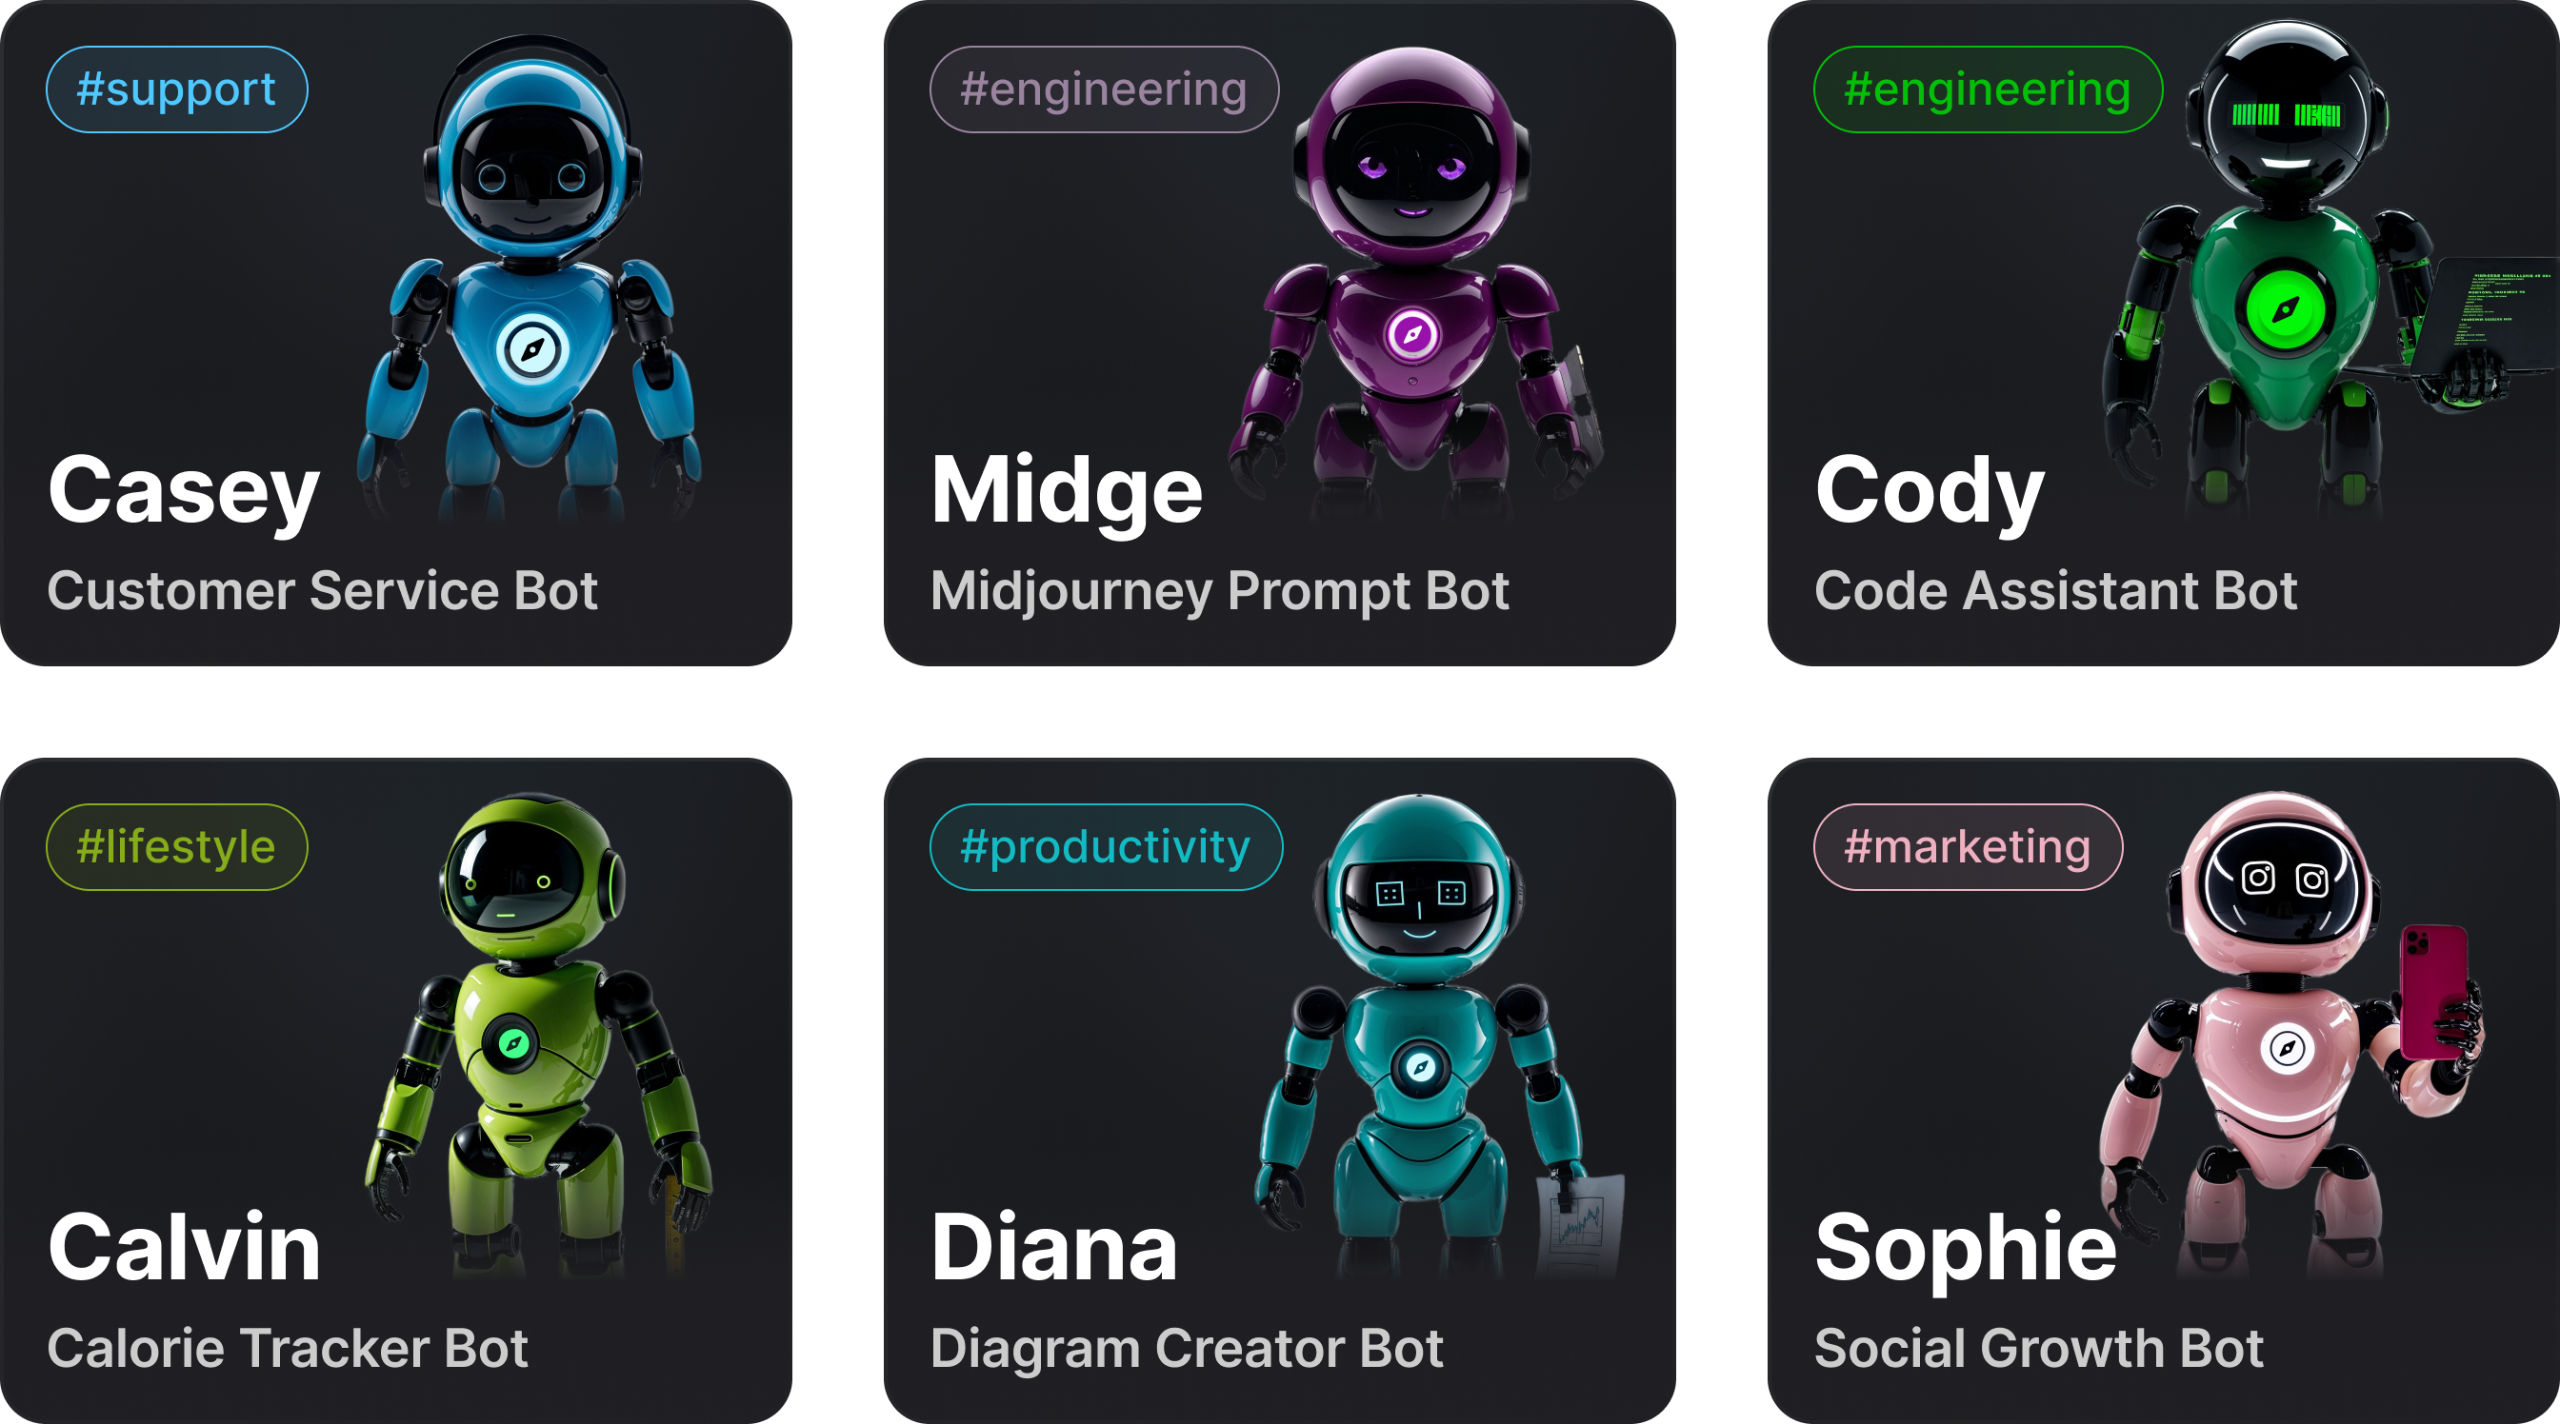 #support
Casey
Customer Service Bot
#engineering
Midge
Midjourney Prompt Bot
#engineering
Cody
Code Assistant Bot
#lifestyle
Calvin
Calorie Tracker Bot
#productivity
Diana
Diagram Creator Bot
#marketing
Sophie
Social Growth Bot